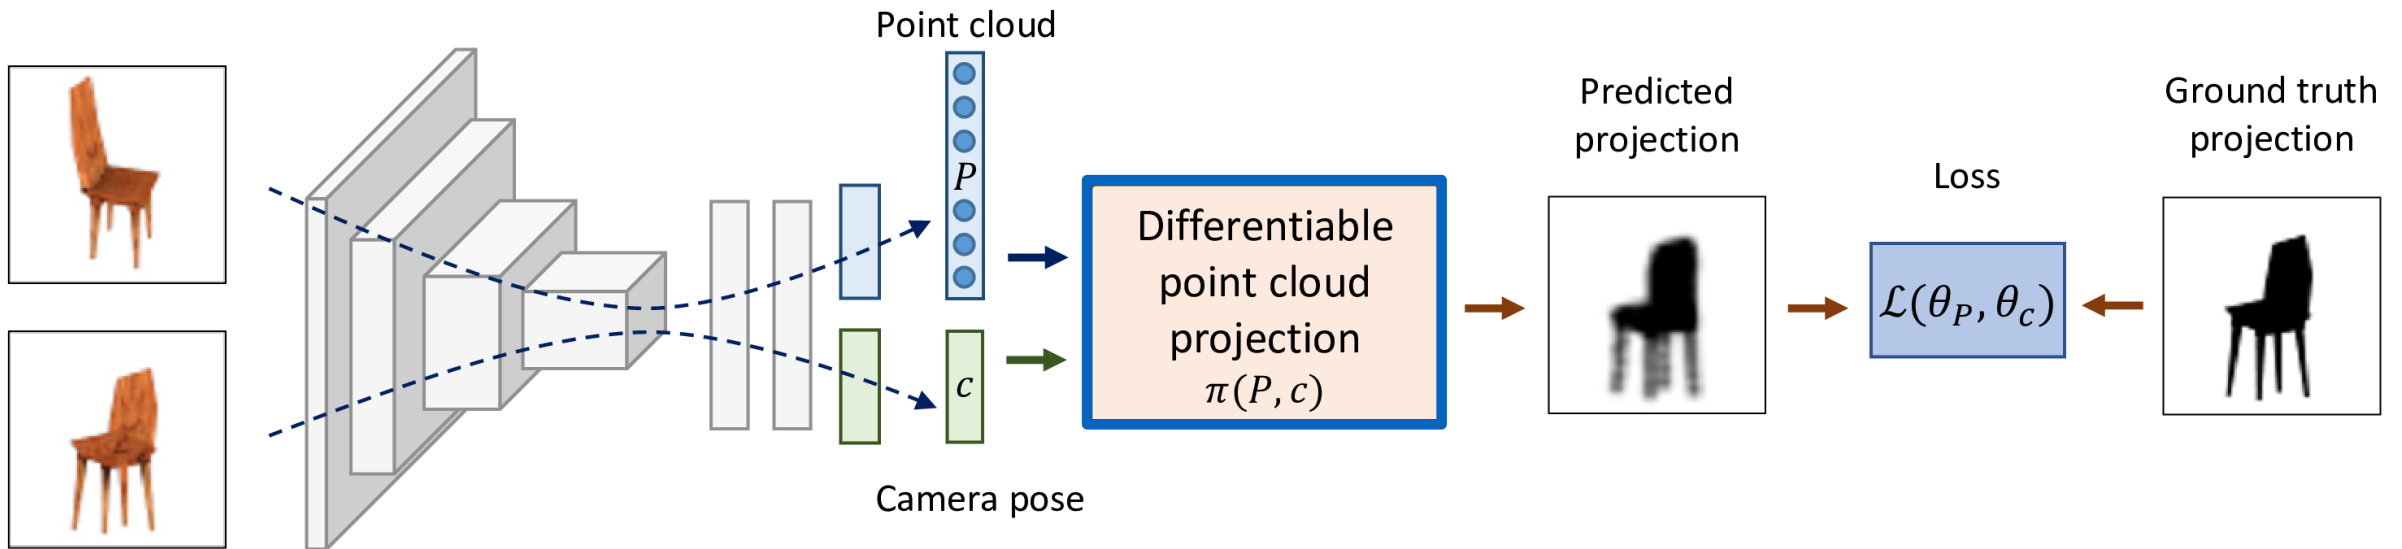 Point cloud
P
c
Camera pose
Differentiable
point cloud
projection
π(P, c)
Predicted
projection
Loss
ℒ(θ_P, θ_c)
Ground truth
projection